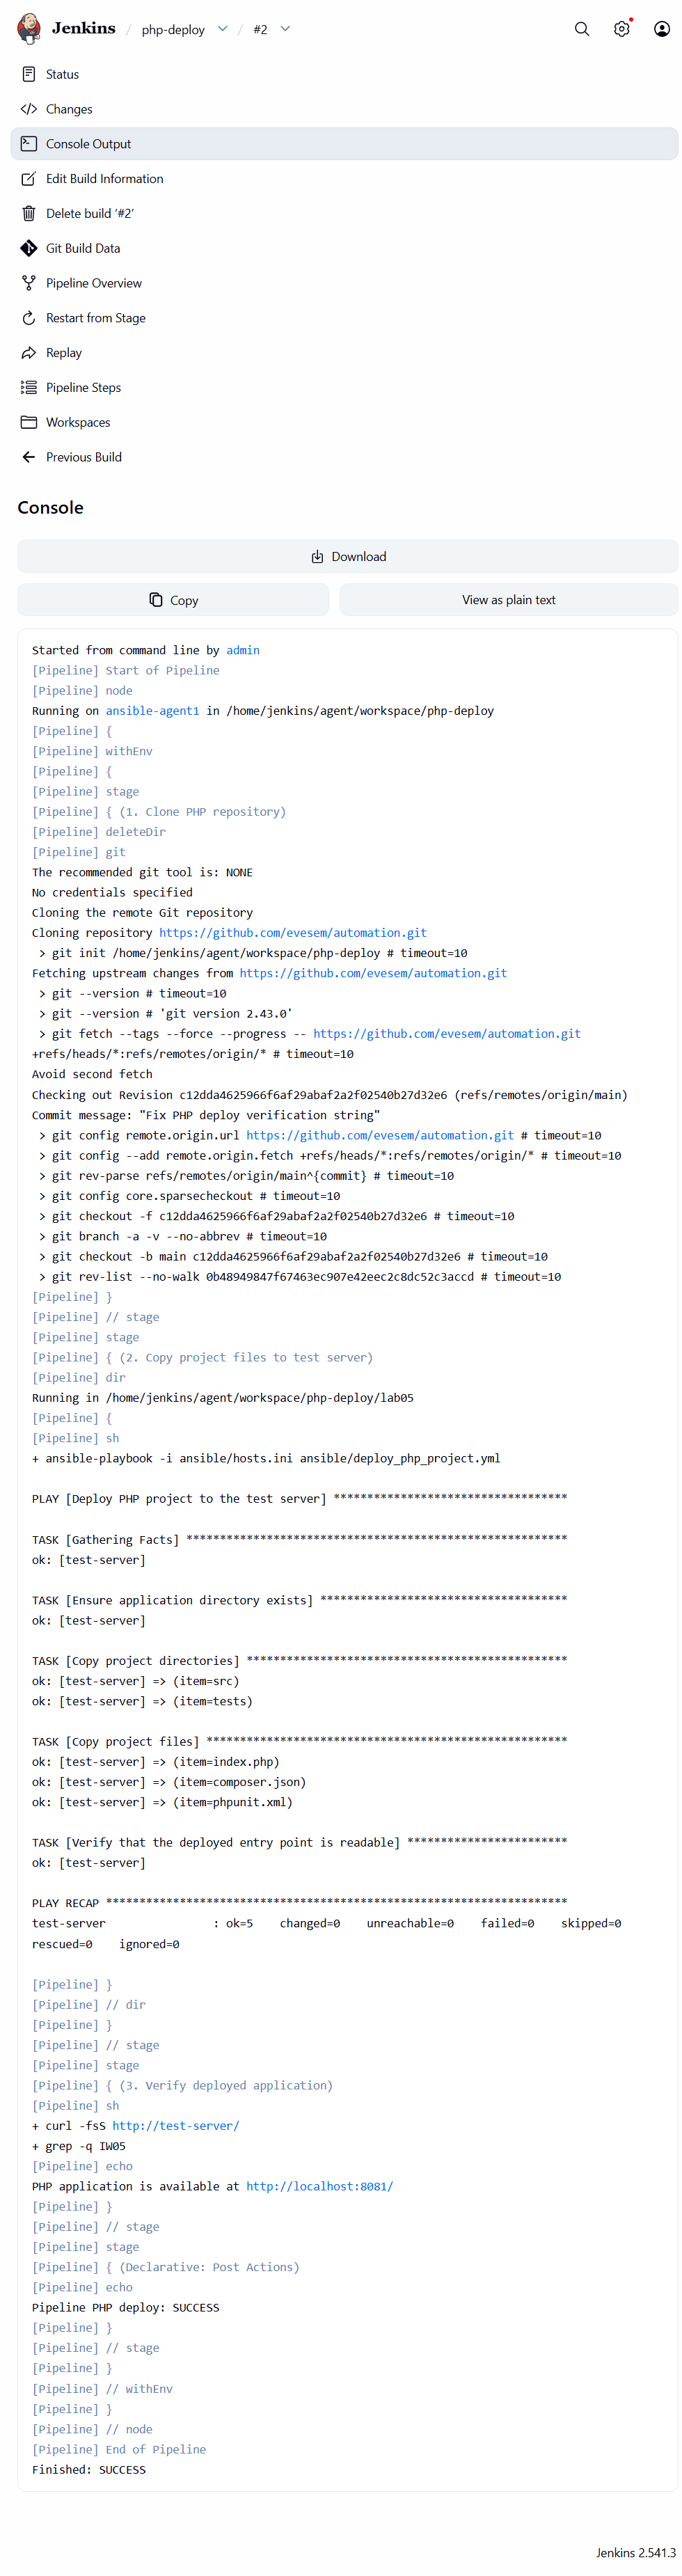 Jenkins / php-deploy / #2
Status
Changes
Console Output
Edit Build Information
Delete build ‘#2’
Git Build Data
Pipeline Overview
Restart from Stage
Replay
Pipeline Steps
Workspaces
Previous Build
Console
Download
Copy
View as plain text
Started from command line by admin
[Pipeline] Start of Pipeline
[Pipeline] node
Running on ansible-agent1 in /home/jenkins/agent/workspace/php-deploy
[Pipeline] {
[Pipeline] withEnv
[Pipeline] {
[Pipeline] stage
[Pipeline] { (1. Clone PHP repository)
[Pipeline] deleteDir
[Pipeline] git
The recommended git tool is: NONE
No credentials specified
Cloning the remote Git repository
Cloning repository https://github.com/evesem/automation.git
 > git init /home/jenkins/agent/workspace/php-deploy # timeout=10
Fetching upstream changes from https://github.com/evesem/automation.git
 > git --version # timeout=10
 > git --version # 'git version 2.43.0'
 > git fetch --tags --force --progress -- https://github.com/evesem/automation.git
+refs/heads/*:refs/remotes/origin/* # timeout=10
Avoid second fetch
Checking out Revision c12dda4625966f6af29abaf2a2f02540b27d32e6 (refs/remotes/origin/main)
Commit message: "Fix PHP deploy verification string"
 > git config remote.origin.url https://github.com/evesem/automation.git # timeout=10
 > git config --add remote.origin.fetch +refs/heads/*:refs/remotes/origin/* # timeout=10
 > git rev-parse refs/remotes/origin/main^{commit} # timeout=10
 > git config core.sparsecheckout # timeout=10
 > git checkout -f c12dda4625966f6af29abaf2a2f02540b27d32e6 # timeout=10
 > git branch -a -v --no-abbrev # timeout=10
 > git checkout -b main c12dda4625966f6af29abaf2a2f02540b27d32e6 # timeout=10
 > git rev-list --no-walk 0b48949847f67463ec907e42eec2c8dc52c3accd # timeout=10
[Pipeline] }
[Pipeline] // stage
[Pipeline] stage
[Pipeline] { (2. Copy project files to test server)
[Pipeline] dir
Running in /home/jenkins/agent/workspace/php-deploy/lab05
[Pipeline] {
[Pipeline] sh
+ ansible-playbook -i ansible/hosts.ini ansible/deploy_php_project.yml
PLAY [Deploy PHP project to the test server] ***********************************
TASK [Gathering Facts] *********************************************************
ok: [test-server]
TASK [Ensure application directory exists] *************************************
ok: [test-server]
TASK [Copy project directories] ************************************************
ok: [test-server] => (item=src)
ok: [test-server] => (item=tests)
TASK [Copy project files] ******************************************************
ok: [test-server] => (item=index.php)
ok: [test-server] => (item=composer.json)
ok: [test-server] => (item=phpunit.xml)
TASK [Verify that the deployed entry point is readable] ************************
ok: [test-server]
PLAY RECAP *********************************************************************
test-server                : ok=5    changed=0    unreachable=0    failed=0    skipped=0
rescued=0    ignored=0
[Pipeline] }
[Pipeline] // dir
[Pipeline] }
[Pipeline] // stage
[Pipeline] stage
[Pipeline] { (3. Verify deployed application)
[Pipeline] sh
+ curl -fsS http://test-server/
+ grep -q IW05
[Pipeline] echo
PHP application is available at http://localhost:8081/
[Pipeline] }
[Pipeline] // stage
[Pipeline] stage
[Pipeline] { (Declarative: Post Actions)
[Pipeline] echo
Pipeline PHP deploy: SUCCESS
[Pipeline] }
[Pipeline] // stage
[Pipeline] }
[Pipeline] // withEnv
[Pipeline] }
[Pipeline] // node
[Pipeline] End of Pipeline
Finished: SUCCESS
Jenkins 2.541.3